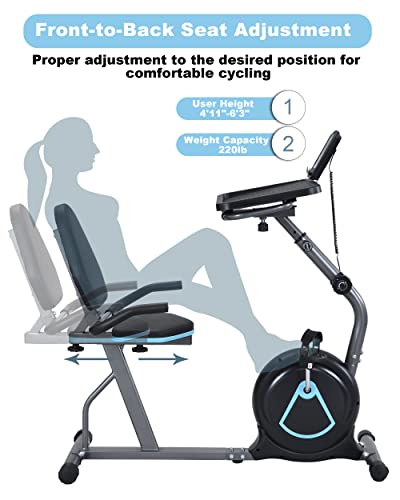 Front-to-Back Seat Adjustment
Proper adjustment to the desired position for
comfortable cycling
User Height
4'11"-6'3"
1
Weight Capacity
220lb
2